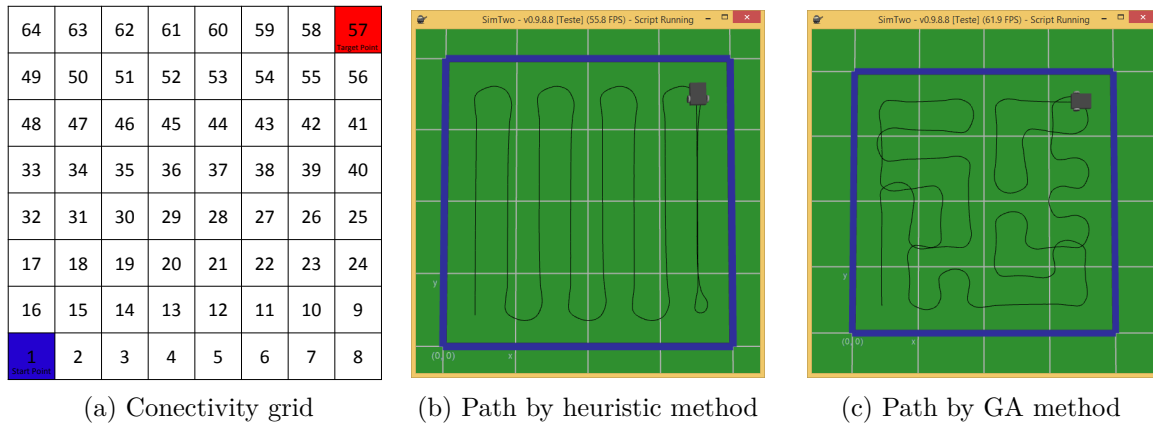 64 63 62 61 60 59 58 57
Target Point
49 50 51 52 53 54 55 56
48 47 46 45 44 43 42 41
33 34 35 36 37 38 39 40
32 31 30 29 28 27 26 25
17 18 19 20 21 22 23 24
16 15 14 13 12 11 10 9
1 2 3 4 5 6 7 8
Start Point
(a) Conectivity grid
SimTwo - v0.9.8.8 [Teste] (55.8 FPS) - Script Running
y
(0, 0) x
(b) Path by heuristic method
SimTwo - v0.9.8.8 [Teste] (61.9 FPS) - Script Running
y
(0, 0) x
(c) Path by GA method